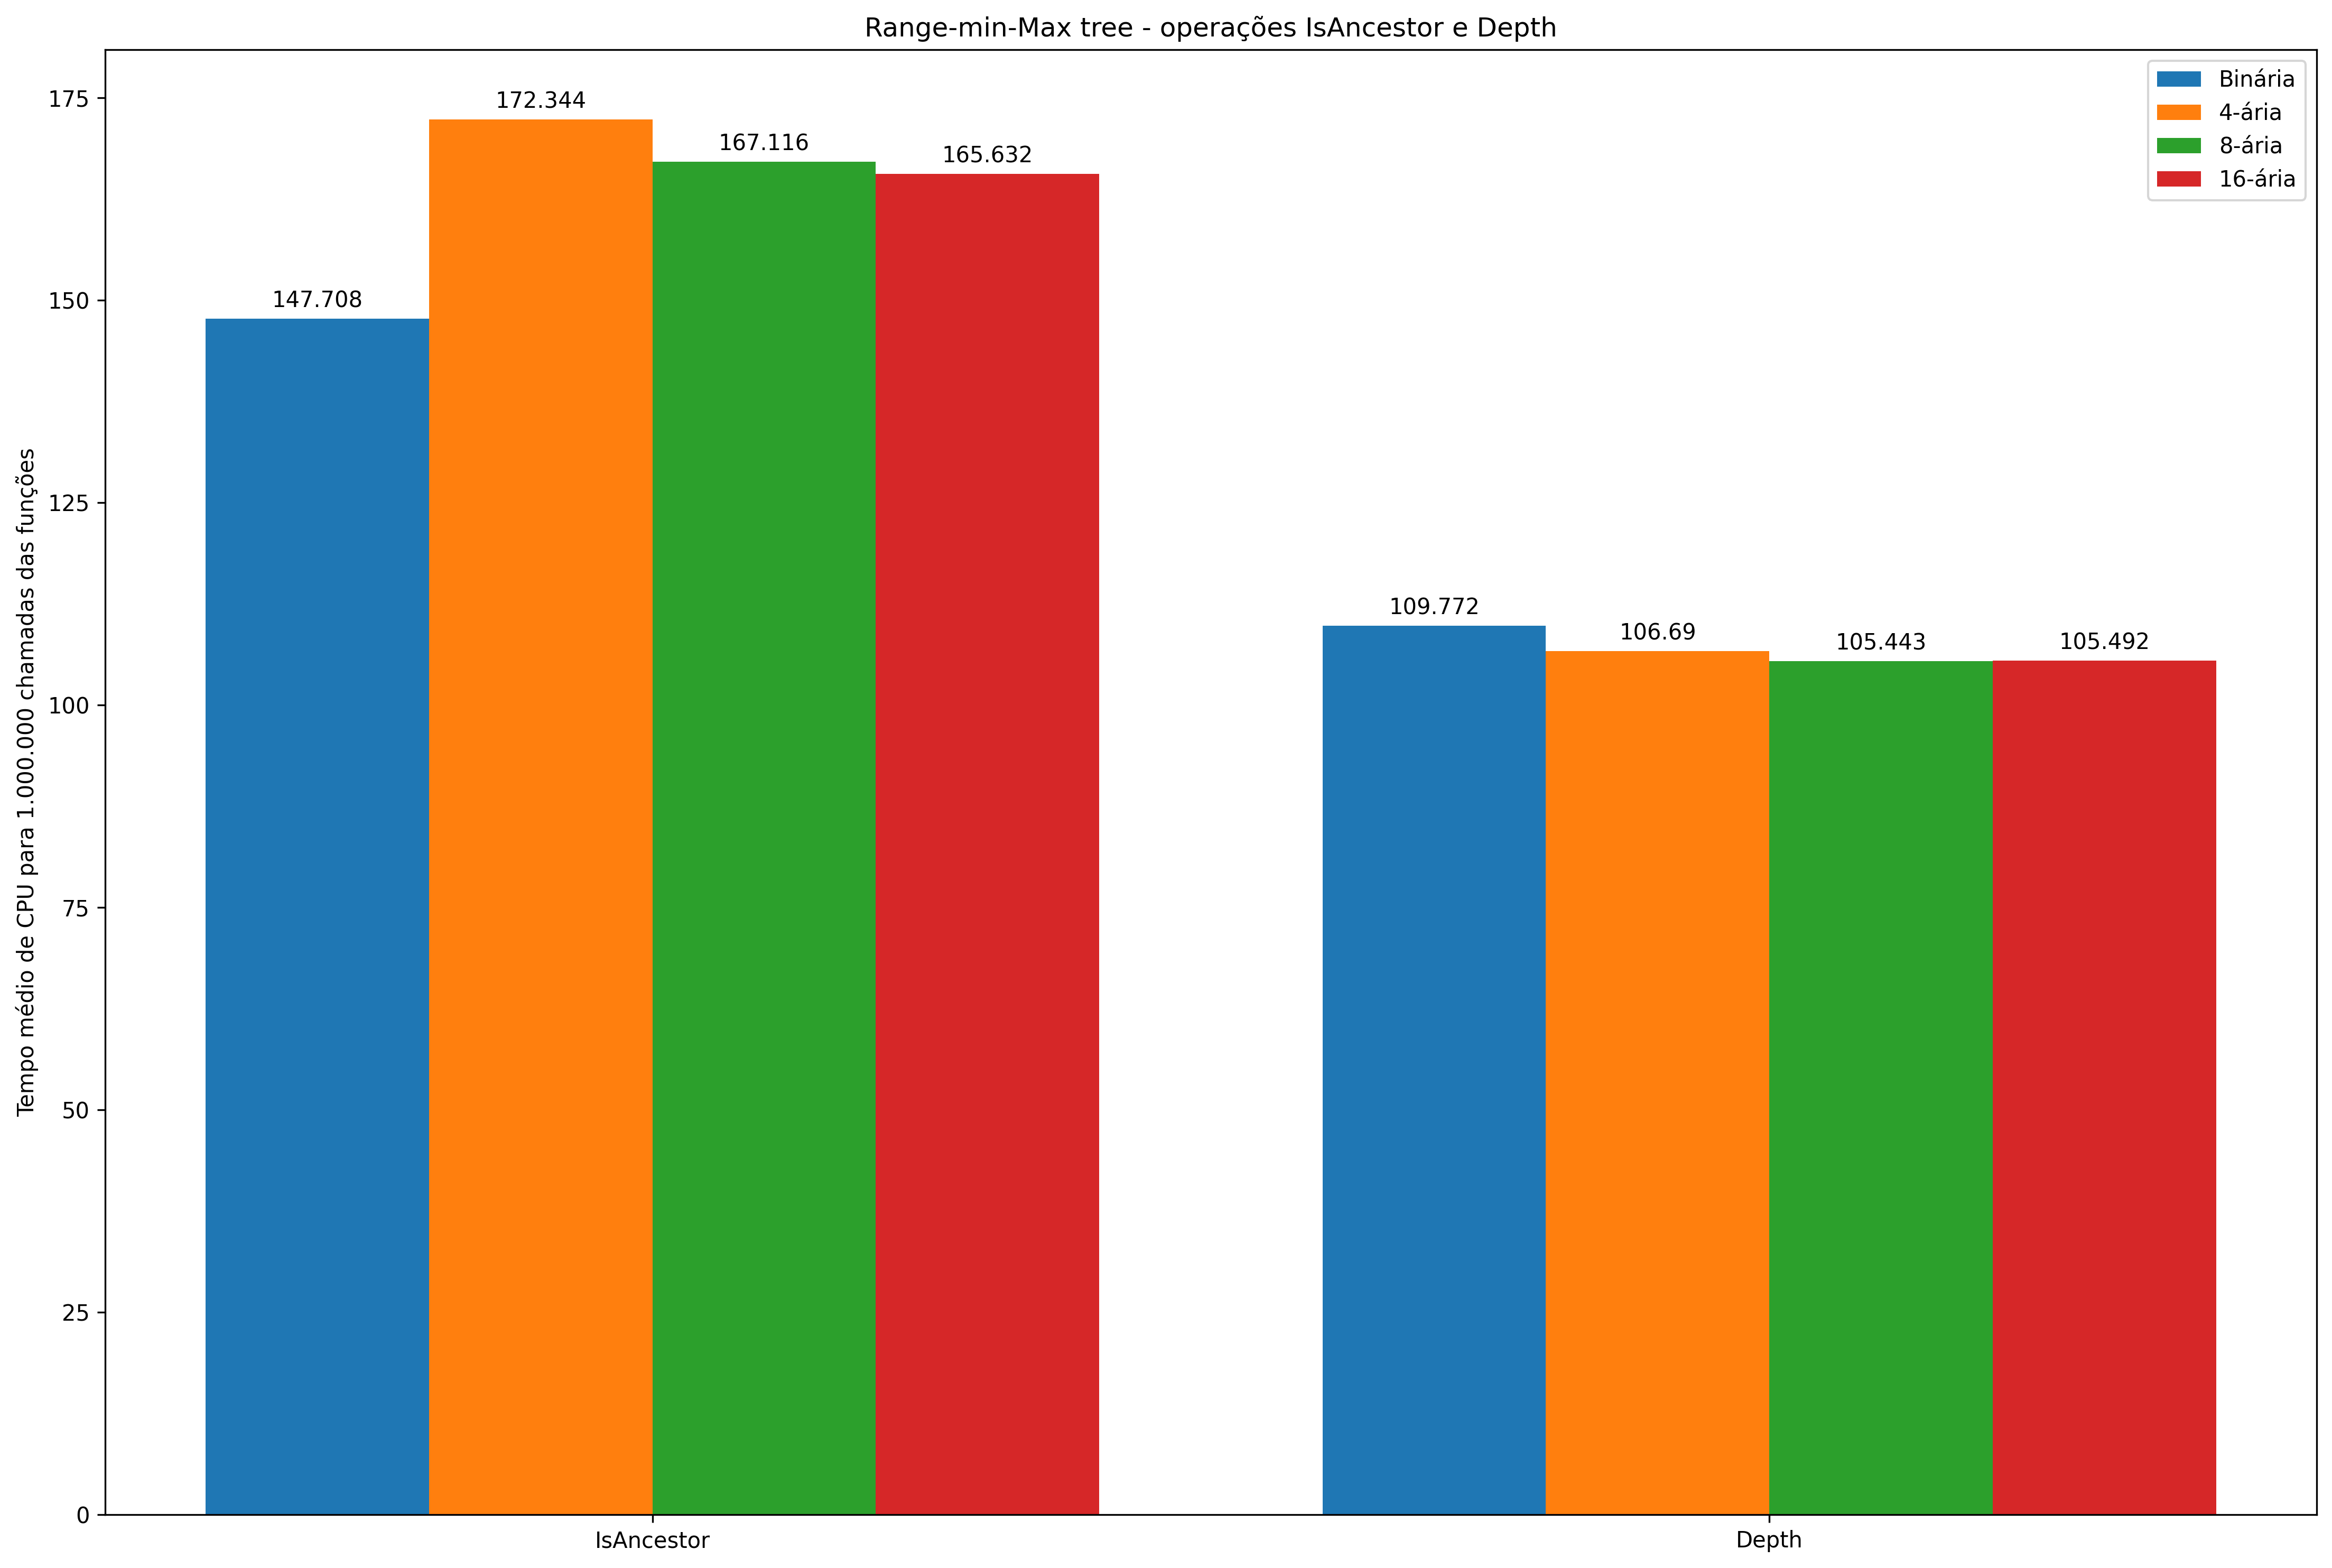 Range-min-Max tree - operações IsAncestor e Depth
Tempo médio de CPU para 1.000.000 chamadas das funções
175
150
125
100
75
50
25
0
147.708
172.344
167.116
165.632
109.772
106.69
105.443
105.492
IsAncestor
Depth
Binária
4-ária
8-ária
16-ária